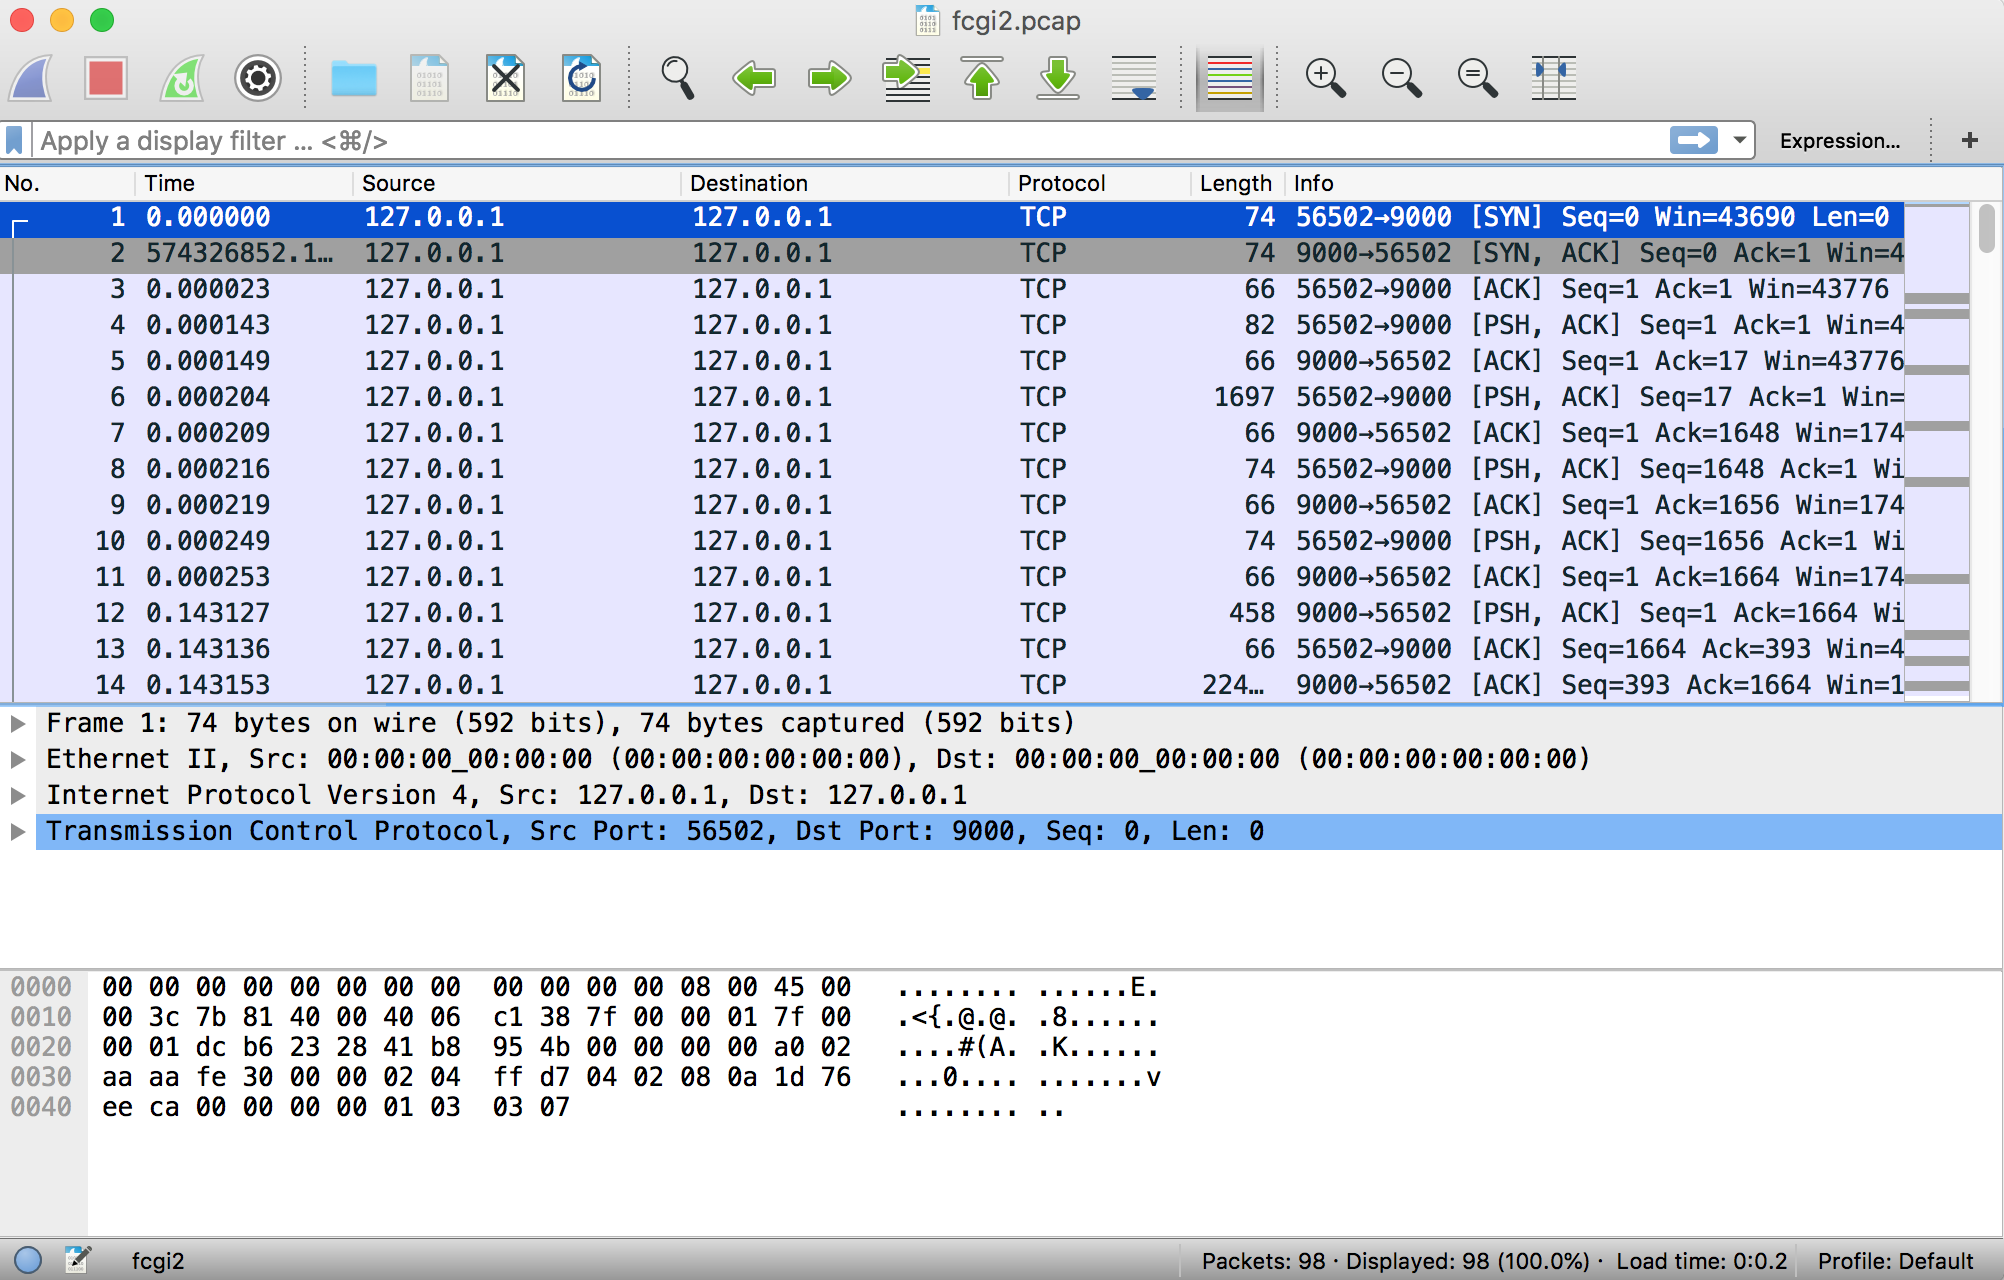 fcgi2.pcap
Apply a display filter ... <⌘/>
Expression...
+
No. Time Source Destination Protocol Length Info
1 0.000000 127.0.0.1 127.0.0.1 TCP 74 56502→9000 [SYN] Seq=0 Win=43690 Len=0
2 574326852.1... 127.0.0.1 127.0.0.1 TCP 74 9000→56502 [SYN, ACK] Seq=0 Ack=1 Win=4
3 0.000023 127.0.0.1 127.0.0.1 TCP 66 56502→9000 [ACK] Seq=1 Ack=1 Win=43776
4 0.000143 127.0.0.1 127.0.0.1 TCP 82 56502→9000 [PSH, ACK] Seq=1 Ack=1 Win=4
5 0.000149 127.0.0.1 127.0.0.1 TCP 66 9000→56502 [ACK] Seq=1 Ack=17 Win=43776
6 0.000204 127.0.0.1 127.0.0.1 TCP 1697 56502→9000 [PSH, ACK] Seq=17 Ack=1 Win=
7 0.000209 127.0.0.1 127.0.0.1 TCP 66 9000→56502 [ACK] Seq=1 Ack=1648 Win=174
8 0.000216 127.0.0.1 127.0.0.1 TCP 74 56502→9000 [PSH, ACK] Seq=1648 Ack=1 Wi
9 0.000219 127.0.0.1 127.0.0.1 TCP 66 9000→56502 [ACK] Seq=1 Ack=1656 Win=174
10 0.000249 127.0.0.1 127.0.0.1 TCP 74 56502→9000 [PSH, ACK] Seq=1656 Ack=1 Wi
11 0.000253 127.0.0.1 127.0.0.1 TCP 66 9000→56502 [ACK] Seq=1 Ack=1664 Win=174
12 0.143127 127.0.0.1 127.0.0.1 TCP 458 9000→56502 [PSH, ACK] Seq=1 Ack=1664 Wi
13 0.143136 127.0.0.1 127.0.0.1 TCP 66 56502→9000 [ACK] Seq=1664 Ack=393 Win=4
14 0.143153 127.0.0.1 127.0.0.1 TCP 224... 9000→56502 [ACK] Seq=393 Ack=1664 Win=1
Frame 1: 74 bytes on wire (592 bits), 74 bytes captured (592 bits)
Ethernet II, Src: 00:00:00_00:00:00 (00:00:00:00:00:00), Dst: 00:00:00_00:00:00 (00:00:00:00:00:00)
Internet Protocol Version 4, Src: 127.0.0.1, Dst: 127.0.0.1
Transmission Control Protocol, Src Port: 56502, Dst Port: 9000, Seq: 0, Len: 0
0000 00 00 00 00 00 00 00 00 00 00 00 00 08 00 45 00 ........ ......E.
0010 00 3c 7b 81 40 00 40 06 c1 38 7f 00 00 01 7f 00 .<{.@.@. .8......
0020 00 01 dc b6 23 28 41 b8 95 4b 00 00 00 00 a0 02 ....#(A. .K......
0030 aa aa fe 30 00 00 02 04 ff d7 04 02 08 0a 1d 76 ...0.... .......v
0040 ee ca 00 00 00 00 01 03 03 07 ........ ..
fcgi2
Packets: 98 · Displayed: 98 (100.0%) · Load time: 0:0.2
Profile: Default